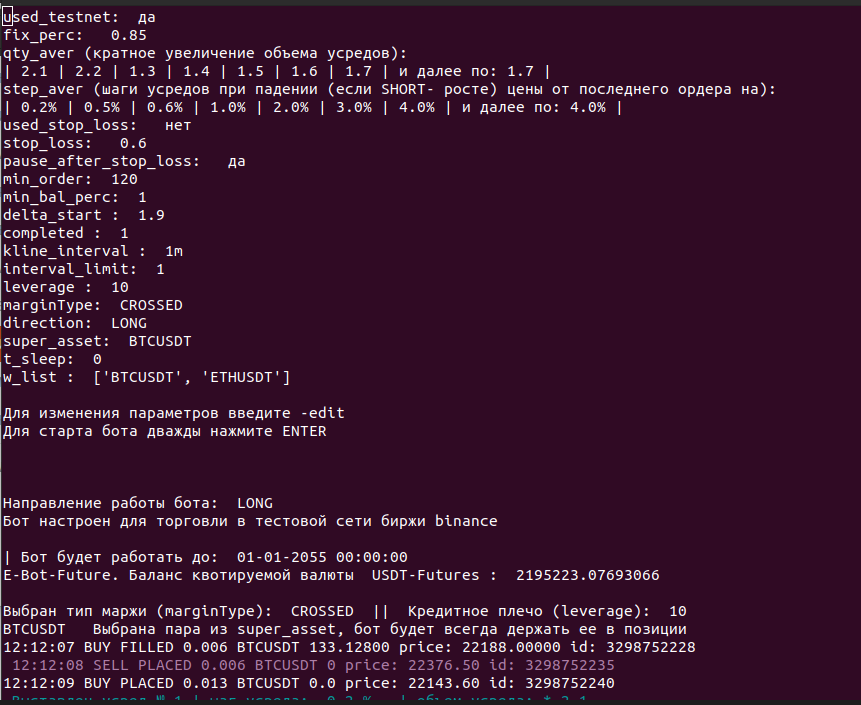 used_testnet:  да
fix_perc:   0.85
qty_aver (кратное увеличение объема усредов):
| 2.1 | 2.2 | 1.3 | 1.4 | 1.5 | 1.6 | 1.7 | и далее по: 1.7 |
step_aver (шаги усредов при падении (если SHORT- росте) цены от последнего ордера на):
| 0.2% | 0.5% | 0.6% | 1.0% | 2.0% | 3.0% | 4.0% | и далее по: 4.0% |
used_stop_loss:   нет
stop_loss:   0.6
pause_after_stop_loss:   да
min_order:  120
min_bal_perc:  1
delta_start :  1.9
completed :  1
kline_interval :  1m
interval_limit:  1
leverage :  10
marginType:  CROSSED
direction:  LONG
super_asset:  BTCUSDT
t_sleep:  0
w_list :  ['BTCUSDT', 'ETHUSDT']
Для изменения параметров введите -edit
Для старта бота дважды нажмите ENTER
Направление работы бота:  LONG
Бот настроен для торговли в тестовой сети биржи binance
| Бот будет работать до:  01-01-2055 00:00:00
E-Bot-Future. Баланс квотируемой валюты  USDT-Futures :  2195223.07693066
Выбран тип маржи (marginType):  CROSSED  ||  Кредитное плечо (leverage):  10
BTCUSDT   Выбрана пара из super_asset, бот будет всегда держать ее в позиции
12:12:07 BUY FILLED 0.006 BTCUSDT 133.12800 price: 22188.00000 id: 3298752228
12:12:08 SELL PLACED 0.006 BTCUSDT 0 price: 22376.50 id: 3298752235
12:12:09 BUY PLACED 0.013 BTCUSDT 0.0 price: 22143.60 id: 3298752240